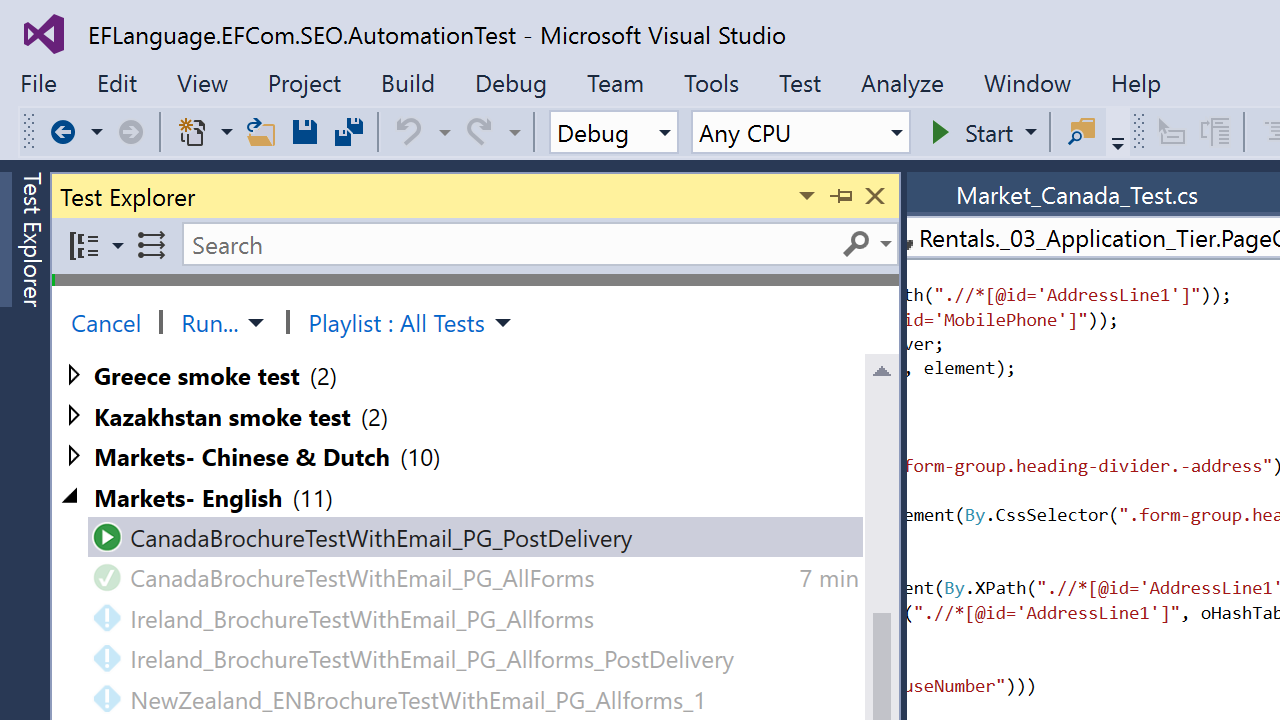 EFLanguage.EFCom.SEO.AutomationTest - Microsoft Visual Studio
File Edit View Project Build Debug Team Tools Test Analyze Window Help
Debug Any CPU Start
Test Explorer
Test Explorer
Search
Cancel | Run... | Playlist : All Tests
Greece smoke test (2)
Kazakhstan smoke test (2)
Markets- Chinese & Dutch (10)
Markets- English (11)
CanadaBrochureTestWithEmail_PG_PostDelivery
CanadaBrochureTestWithEmail_PG_AllForms 7 min
Ireland_BrochureTestWithEmail_PG_Allforms
Ireland_BrochureTestWithEmail_PG_Allforms_PostDelivery
NewZealand_ENBrochureTestWithEmail_PG_Allforms_1
Market_Canada_Test.cs
Rentals._03_Application_Tier.Page
th(".//*[@id='AddressLine1']"));
id='MobilePhone']"));
ver;
, element);
form-group.heading-divider.-address")
ement(By.CssSelector(".form-group.hea
ent(By.XPath(".//*[@id='AddressLine1'
(".//*[@id='AddressLine1']", oHashTab
useNumber")))